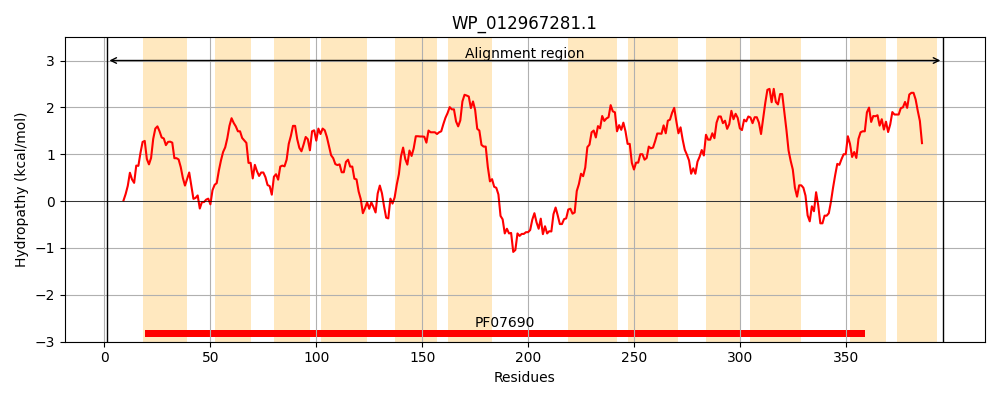 WP_012967281.1
Alignment region
3
2
1
0
−1
−2
−3
Hydropathy (kcal/mol)
PF07690
0 50 100 150 200 250 300 350
Residues